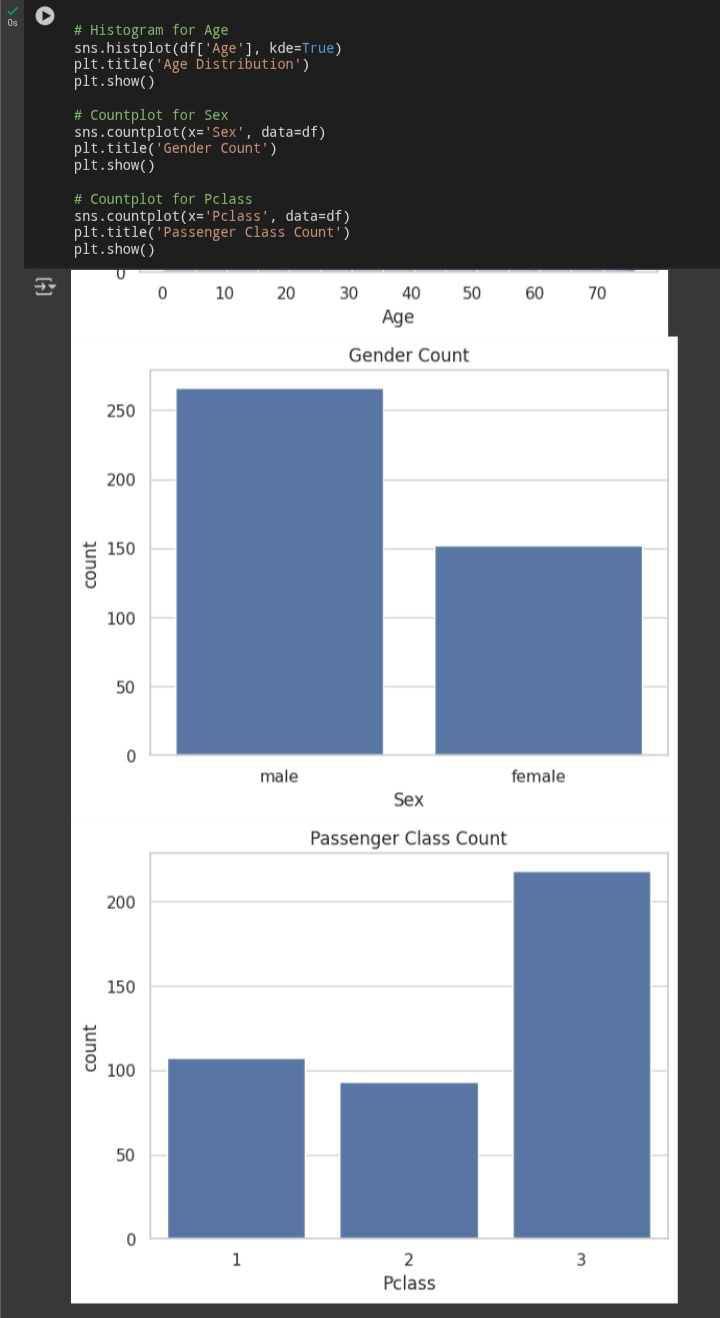 0s
# Histogram for Age
sns.histplot(df['Age'], kde=True)
plt.title('Age Distribution')
plt.show()
# Countplot for Sex
sns.countplot(x='Sex', data=df)
plt.title('Gender Count')
plt.show()
# Countplot for Pclass
sns.countplot(x='Pclass', data=df)
plt.title('Passenger Class Count')
plt.show()
0
0 10 20 30 40 50 60 70
Age
Gender Count
250
200
150
100
50
0
count
male female
Sex
Passenger Class Count
200
150
100
50
0
count
1 2 3
Pclass